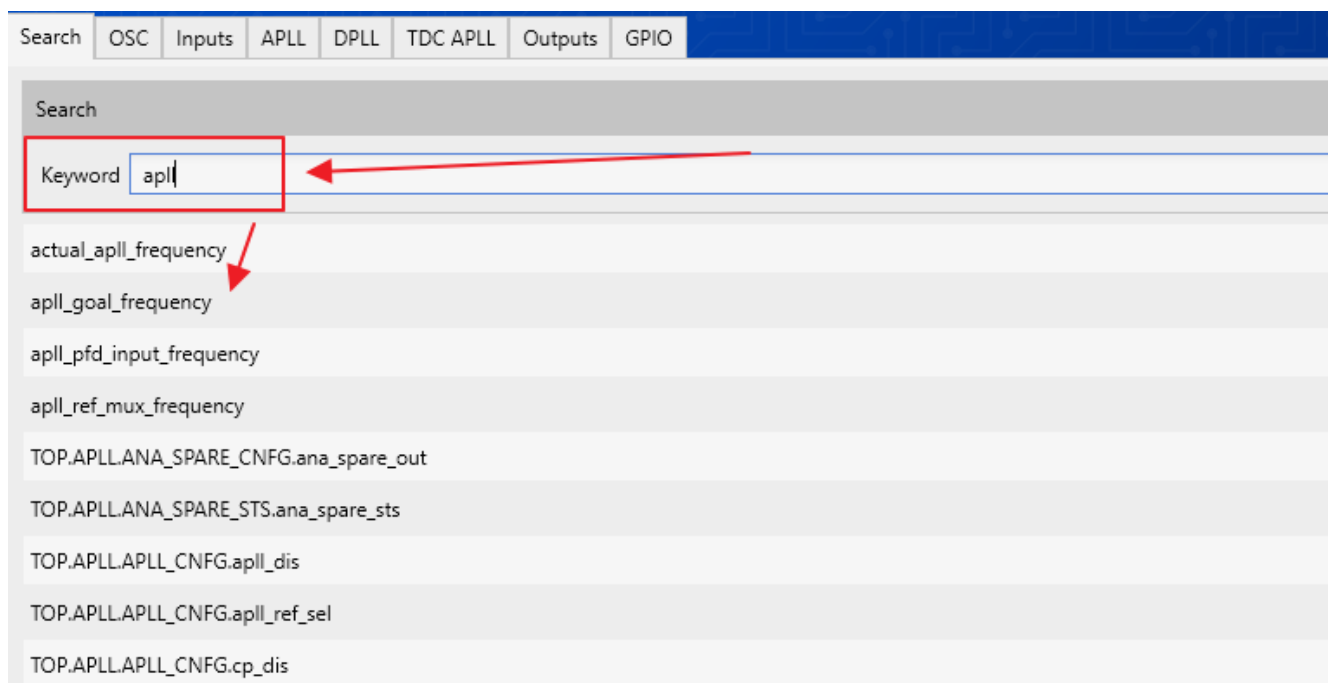 Search OSC Inputs APLL DPLL TDC APLL Outputs GPIO
Search
Keyword apll
actual_apll_frequency
apll_goal_frequency
apll_pfd_input_frequency
apll_ref_mux_frequency
TOP.APLL.ANA_SPARE_CNFG.ana_spare_out
TOP.APLL.ANA_SPARE_STS.ana_spare_sts
TOP.APLL.APLL_CNFG.apll_dis
TOP.APLL.APLL_CNFG.apll_ref_sel
TOP.APLL.APLL_CNFG.cp_dis